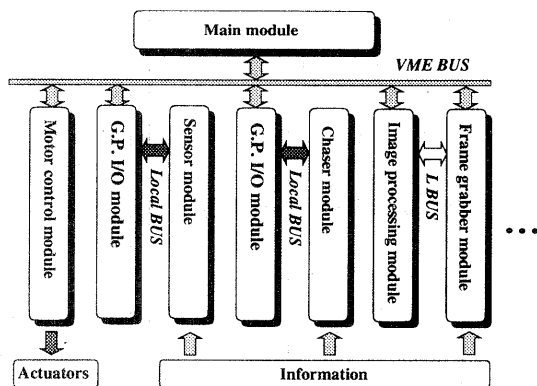 Main module
VME BUS
Motor control module
G.P. I/O module
Local BUS
Sensor module
G.P. I/O module
Local BUS
Chaser module
Image processing module
L BUS
Frame grabber module
Actuators
Information